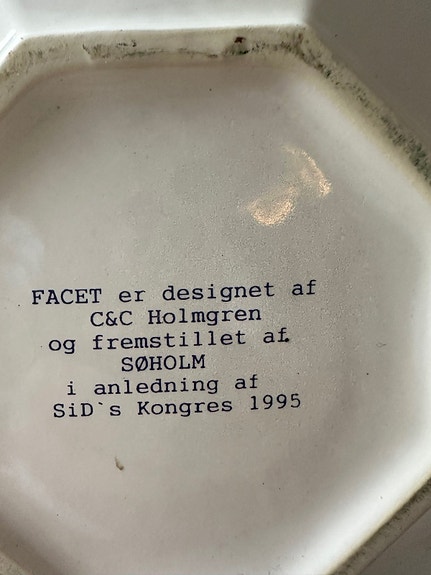 FACET er designet af
C&C Holmgren
og fremstillet af
SØHOLM
i anledning af
SiD`s Kongres 1995